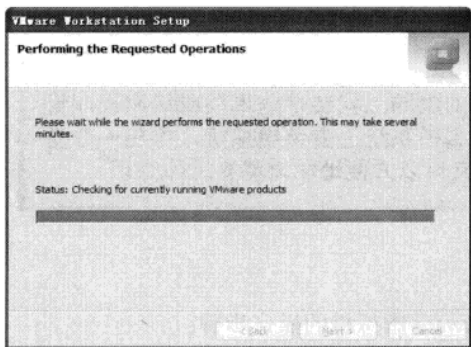 VMware Workstation Setup
Performing the Requested Operations
Please wait while the wizard performs the requested operation. This may take several
minutes.
Status: Checking for currently running VMware products
< Back
Next >
Cancel